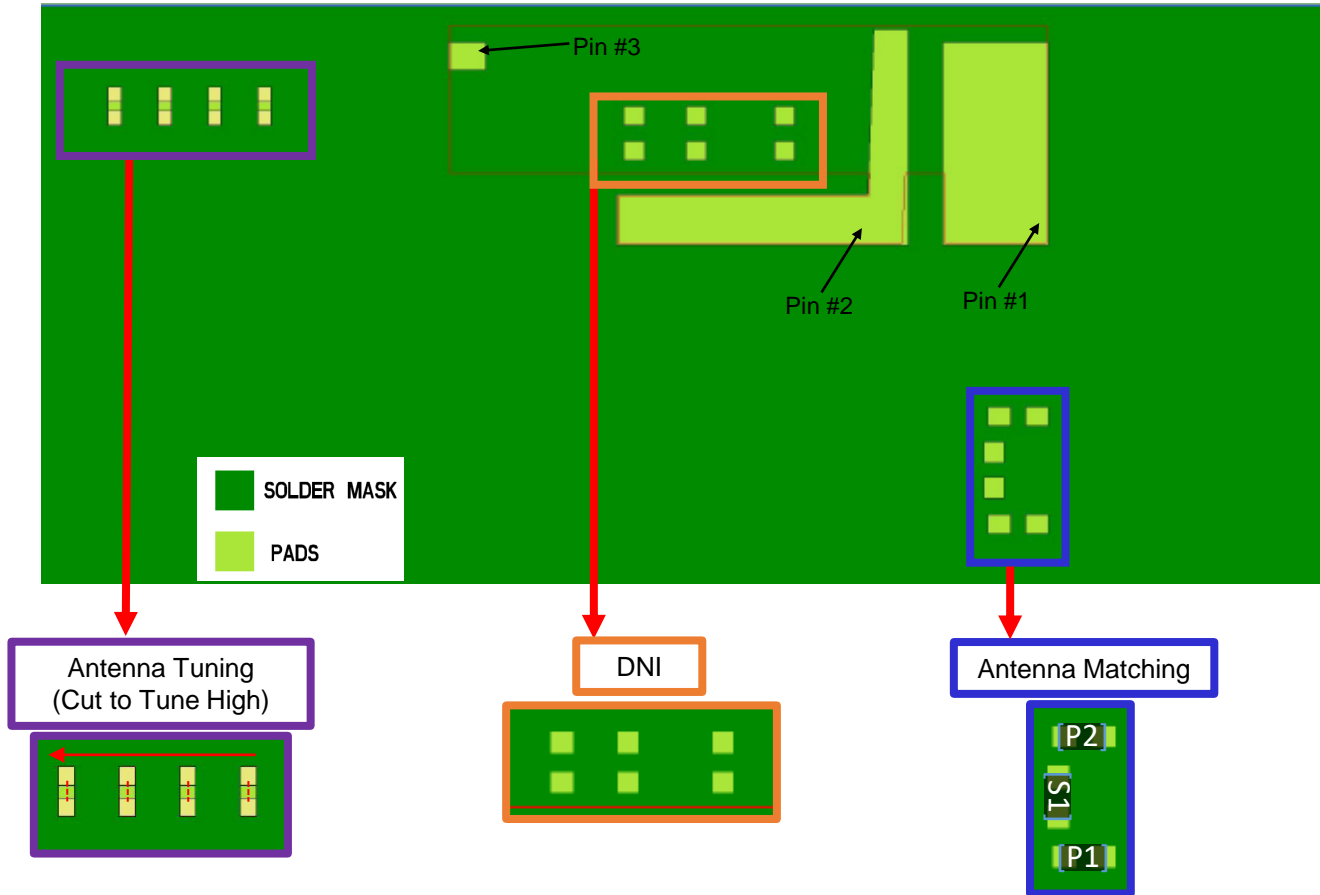 Pin #3
Pin #2
Pin #1
SOLDER MASK
PADS
Antenna Tuning
(Cut to Tune High)
DNI
Antenna Matching
P2
S1
P1